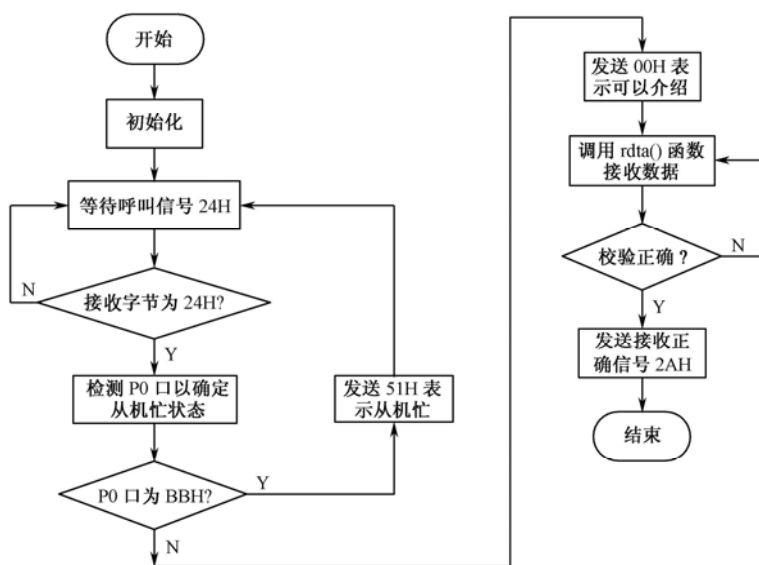 开始
初始化
等待呼叫信号 24H
接收字节为 24H?
N
Y
检测 P0 口以确定
从机忙状态
P0 口为 BBH?
Y
N
发送 51H 表
示从机忙
发送 00H 表
示可以介绍
调用 rdta() 函数
接收数据
校验正确？
N
Y
发送接收正
确信号 2AH
结束